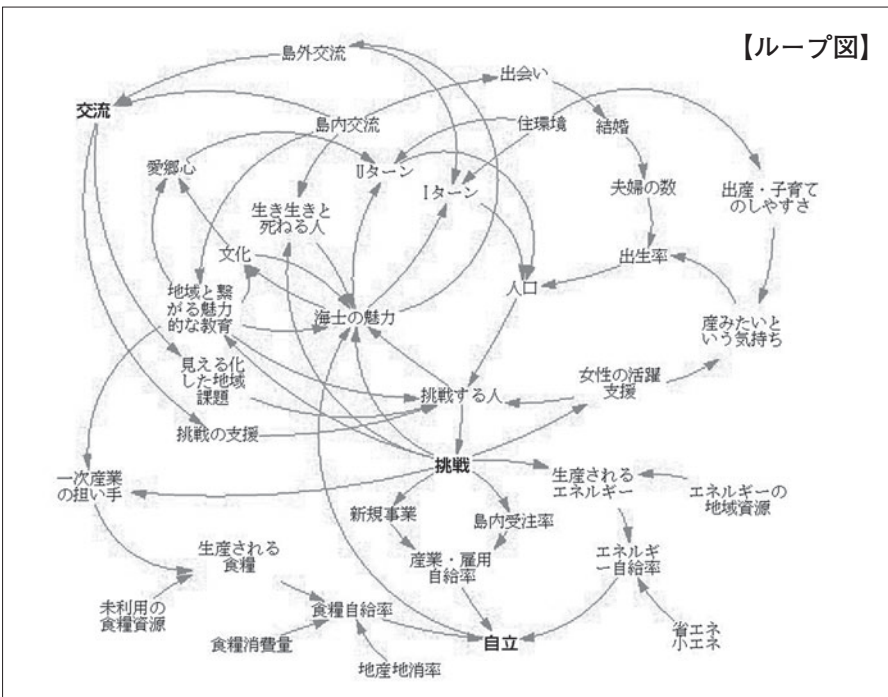 【ループ図】
島外交流
出会い
交流
島内交流
住環境
結婚
愛郷心
Uターン
Iターン
夫婦の数
出産・子育て
のしやすさ
生き生きと
死ねる人
文化
出生率
人口
地域と繋
がる魅力
的な教育
海士の魅力
産みたいと
いう気持ち
見える化
した地域
課題
挑戦する人
女性の活躍
支援
挑戦の支援
挑戦
一次産業
の担い手
生産される
エネルギー
エネルギーの
地域資源
新規事業
島内受注率
生産される
食糧
産業・雇用
自給率
エネルギ
ー自給率
未利用の
食糧資源
食糧自給率
省エネ
小エネ
食糧消費量
自立
地産地消率